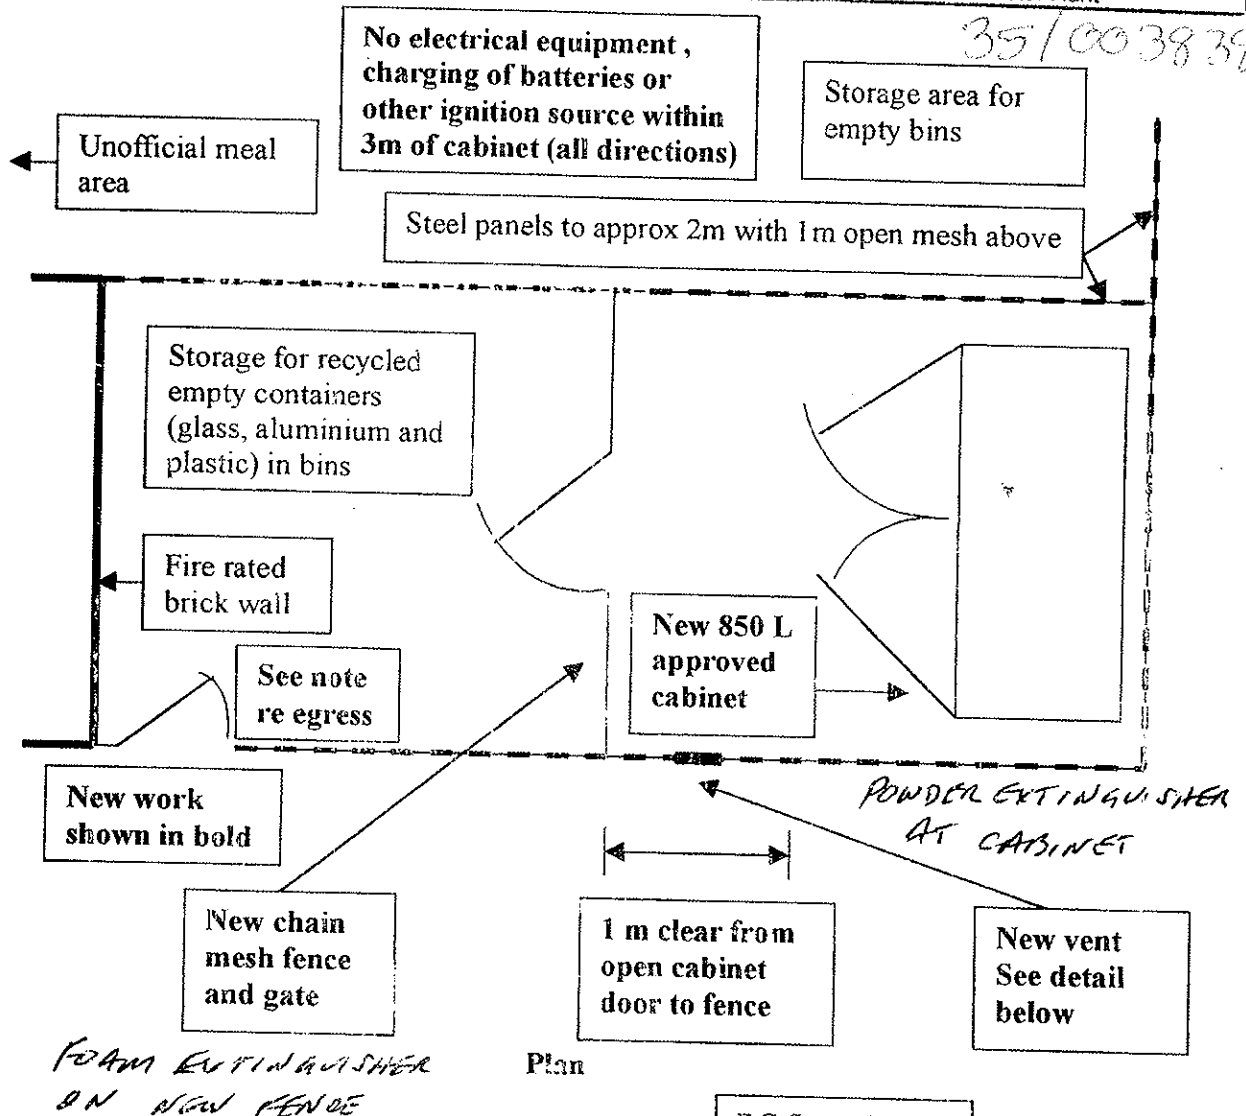 35/003838
No electrical equipment ,
charging of batteries or
other ignition source within
3m of cabinet (all directions)
Storage area for
empty bins
Unofficial meal
area
Steel panels to approx 2m with 1m open mesh above
Storage for recycled
empty containers
(glass, aluminium and
plastic) in bins
Fire rated
brick wall
New 850 L
approved
cabinet
See note
re egress
New work
shown in bold
POWDER EXTINGUISHER
AT CABINET
New chain
mesh fence
and gate
1 m clear from
open cabinet
door to fence
New vent
See detail
below
FOAM EXTINGUISHER
ON NEW FENCE
Plan